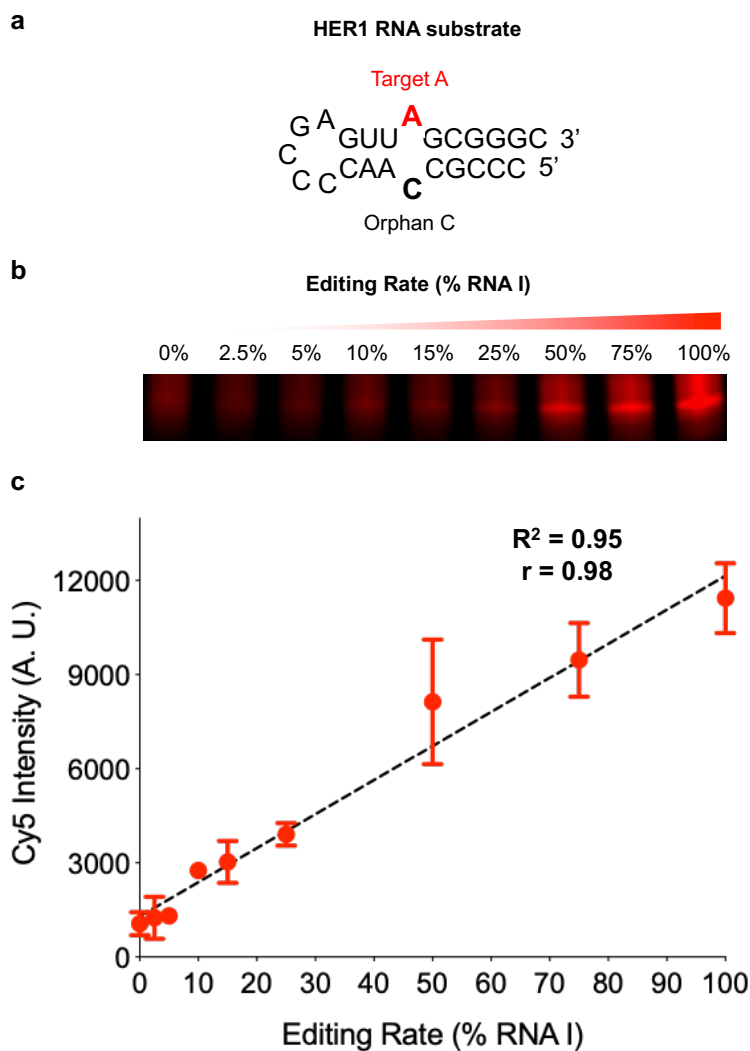 a
HER1 RNA substrate
Target A
A
G A GUU GCGGGC 3’
C
C C CAA CGCCC 5’
C
Orphan C
b
Editing Rate (% RNA I)
0% 2.5% 5% 10% 15% 25% 50% 75% 100%
c
R² = 0.95
r = 0.98
12000
9000
6000
3000
0
Cy5 Intensity (A. U.)
0 10 20 30 40 50 60 70 80 90 100
Editing Rate (% RNA I)